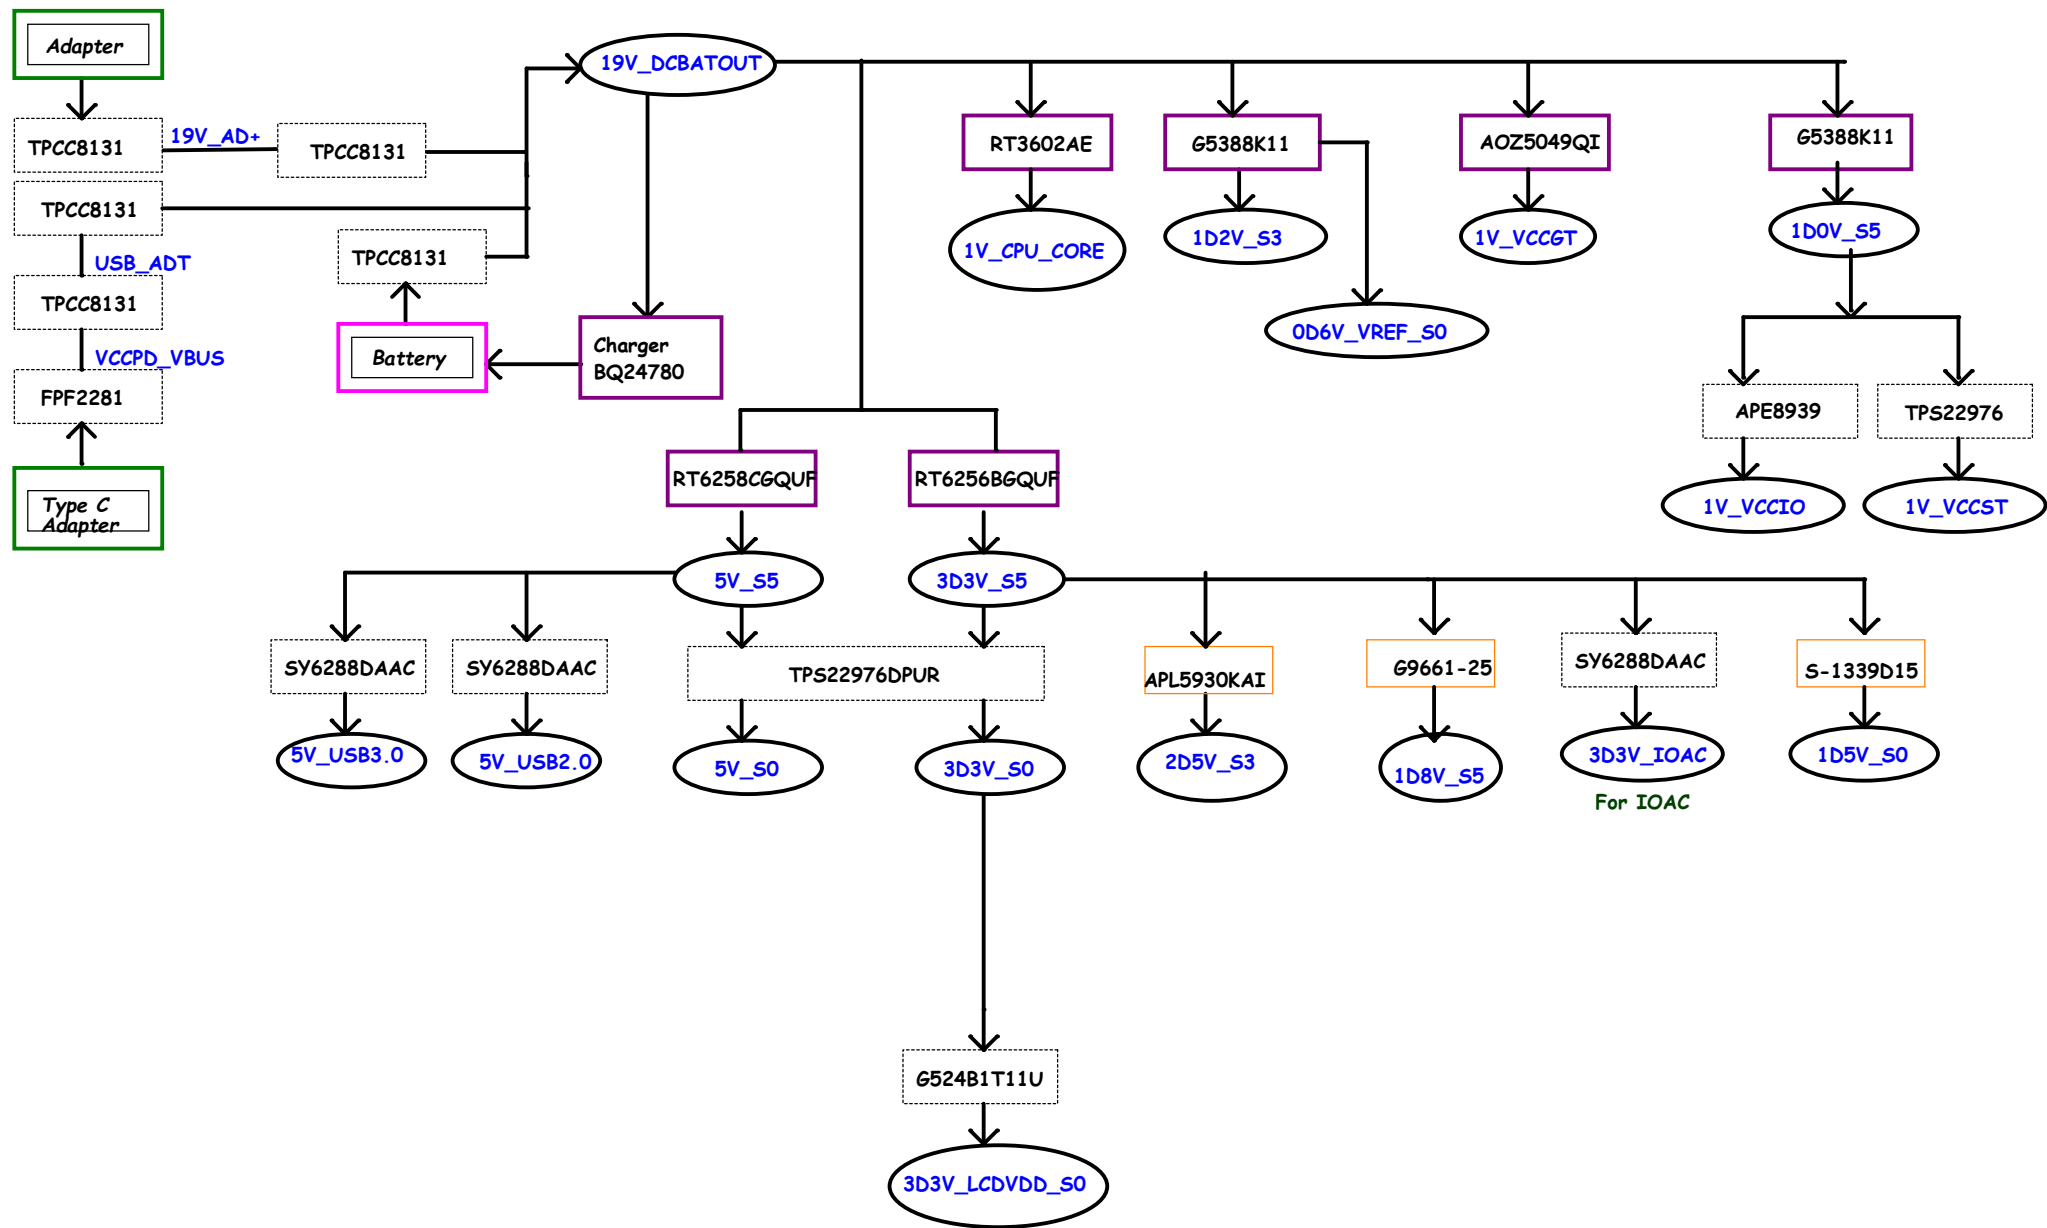 Adapter
19V_DCBATOUT
TPCC8131
19V_AD+
TPCC8131
RT3602AE
G5388K11
AOZ5049QI
G5388K11
TPCC8131
USB_ADT
TPCC8131
1V_CPU_CORE
1D2V_S3
1V_VCCGT
1D0V_S5
TPCC8131
VCCPD_VBUS
Battery
Charger
BQ24780
0D6V_VREF_S0
FPF2281
APE8939
TPS22976
Type C
Adapter
RT6258CGQUF
RT6256BGQUF
1V_VCCIO
1V_VCCST
5V_S5
3D3V_S5
SY6288DAAC
SY6288DAAC
TPS22976DPUR
APL5930KAI
G9661-25
SY6288DAAC
S-1339D15
5V_USB3.0
5V_USB2.0
5V_S0
3D3V_S0
2D5V_S3
1D8V_S5
3D3V_IOAC
1D5V_S0
For IOAC
G524B1T11U
3D3V_LCDVDD_S0